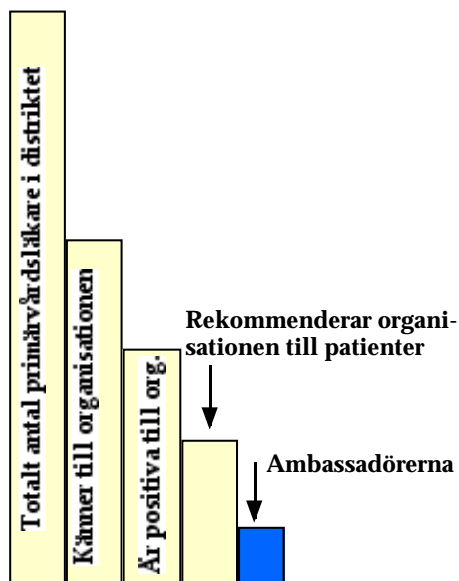 Totalt antal primärvårdsläkare i distriktet
Känner till organisationen
Är positiva till org.
Rekommenderar organi-
sationen till patienter
Ambassadörerna